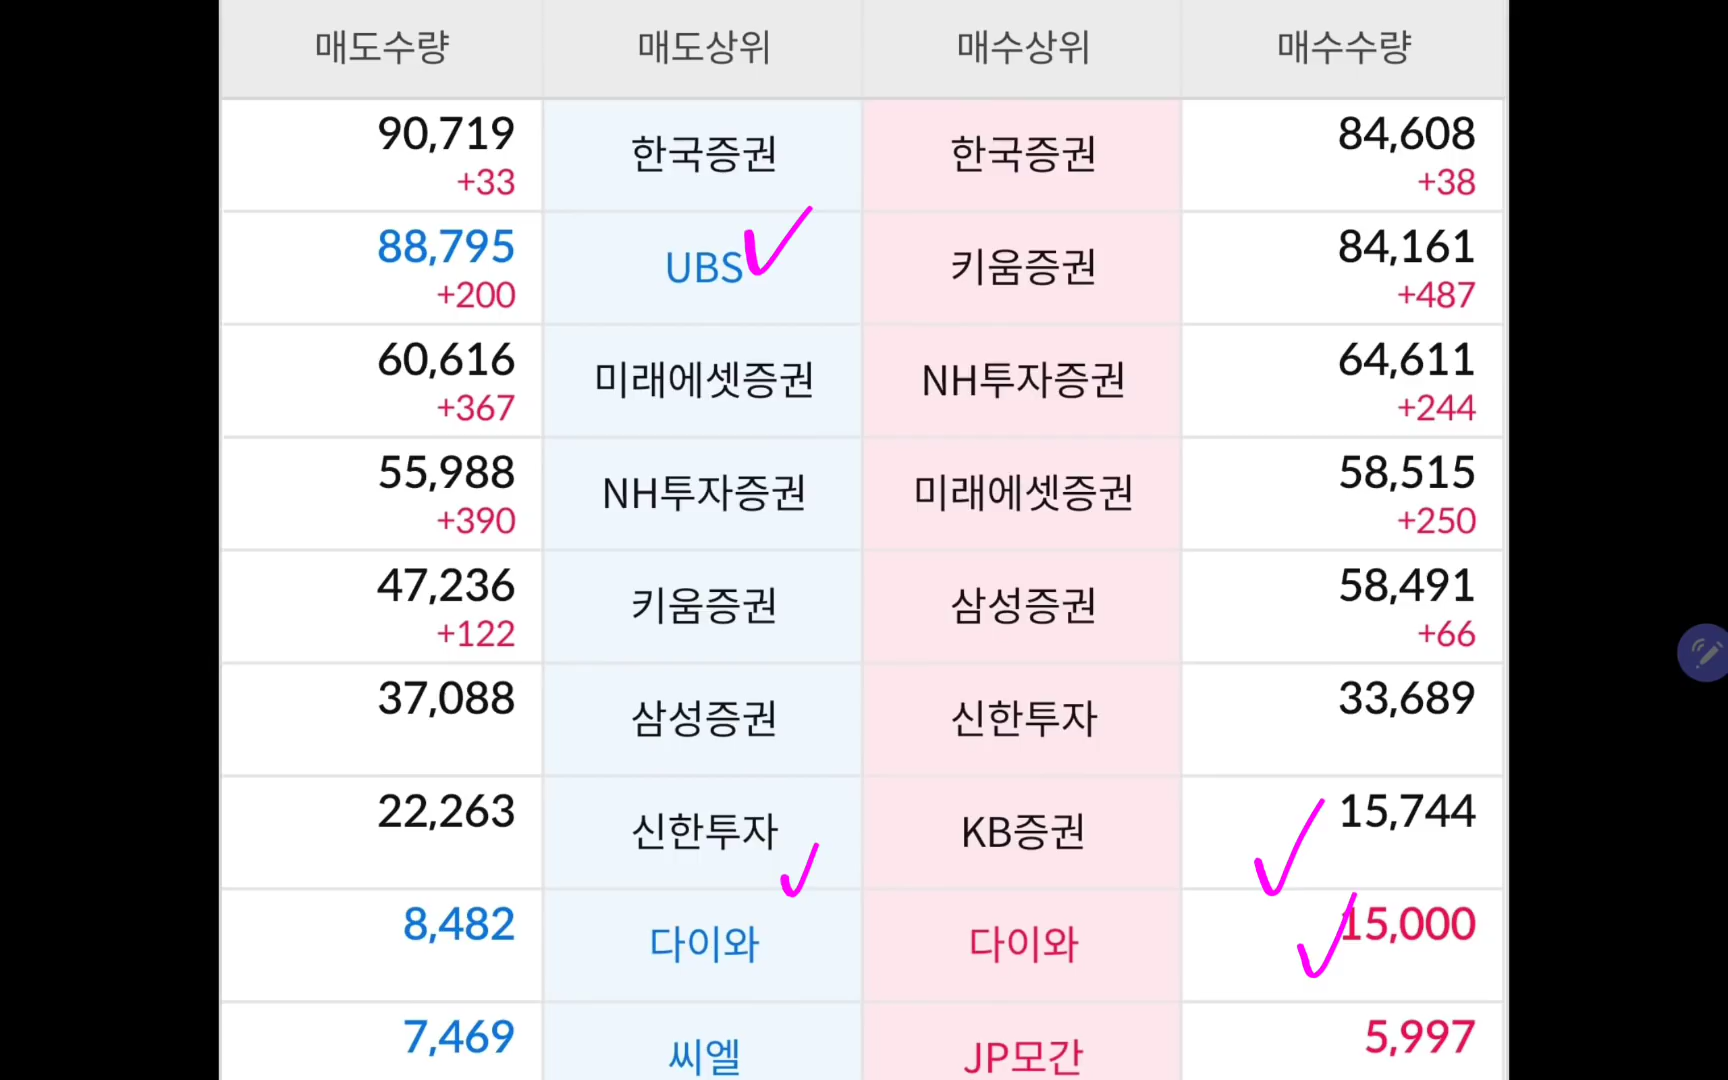 매도수량 매도상위 매수상위 매수수량
90,719 한국증권 한국증권 84,608
+33 +38
88,795 UBS 키움증권 84,161
+200 +487
60,616 미래에셋증권 NH투자증권 64,611
+367 +244
55,988 NH투자증권 미래에셋증권 58,515
+390 +250
47,236 키움증권 삼성증권 58,491
+122 +66
37,088 삼성증권 신한투자 33,689
22,263 신한투자 KB증권 15,744
8,482 다이와 다이와 15,000
7,469 씨엘 JP모간 5,997